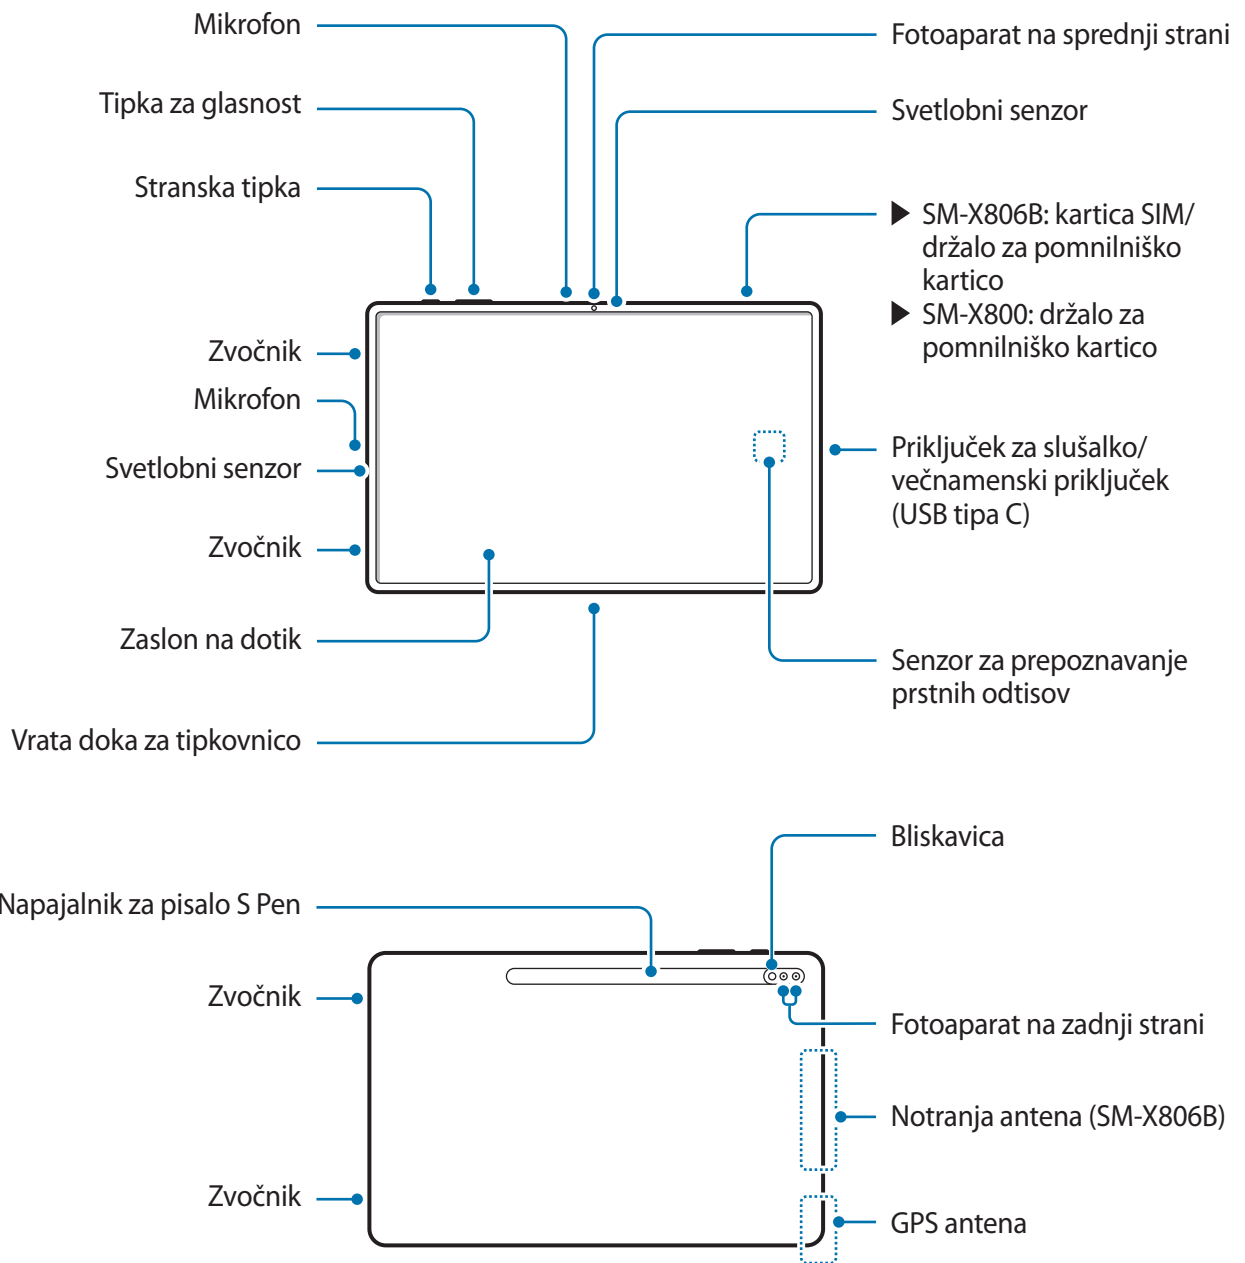 Mikrofon
Tipka za glasnost
Stranska tipka
Zvočnik
Mikrofon
Svetlobni senzor
Zvočnik
Zaslon na dotik
Vrata doka za tipkovnico
Fotoaparat na sprednji strani
Svetlobni senzor
▶ SM-X806B: kartica SIM/
držalo za pomnilniško
kartico
▶ SM-X800: držalo za
pomnilniško kartico
Priključek za slušalko/
večnamenski priključek
(USB tipa C)
Senzor za prepoznavanje
prstnih odtisov
Napajalnik za pisalo S Pen
Zvočnik
Zvočnik
Bliskavica
Fotoaparat na zadnji strani
Notranja antena (SM-X806B)
GPS antena